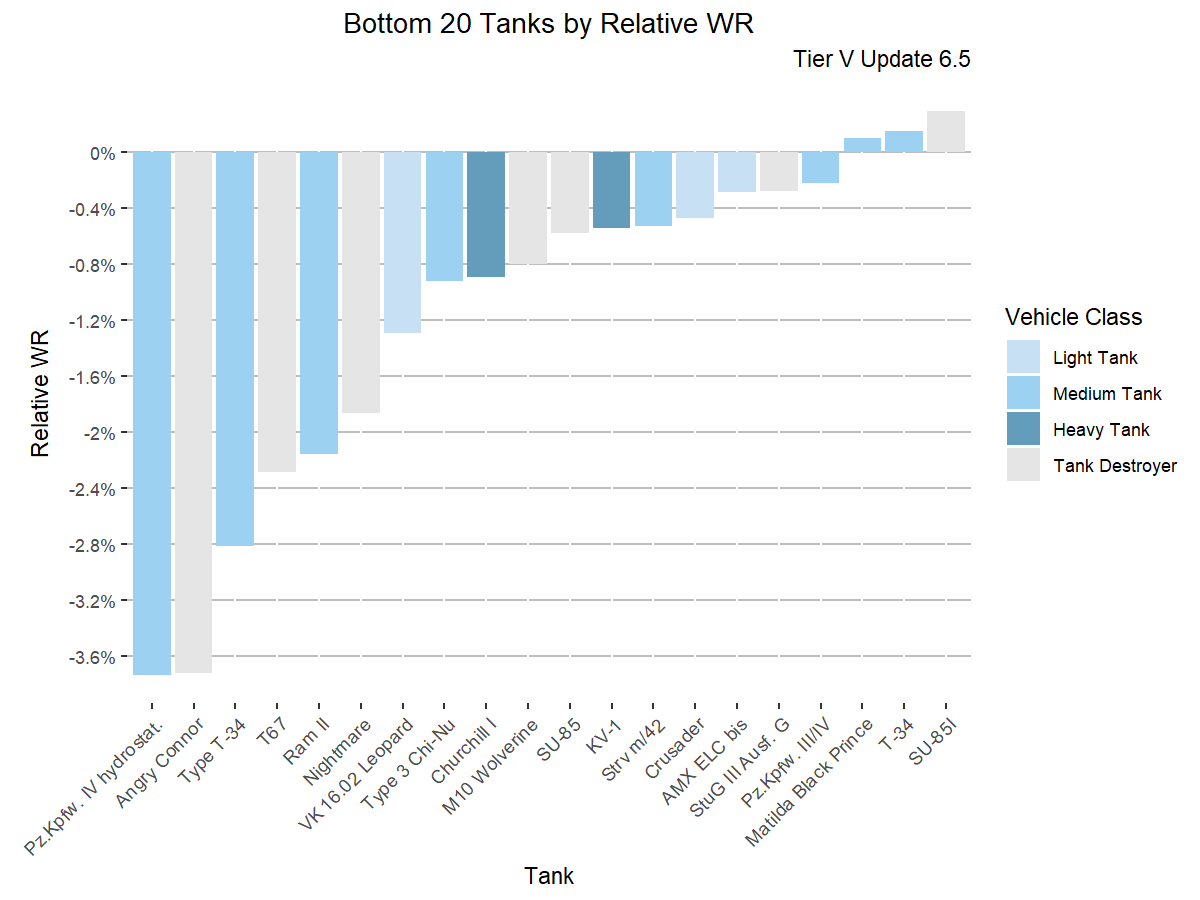 Bottom 20 Tanks by Relative WR
Tier V Update 6.5
0%
-0.4%
-0.8%
-1.2%
-1.6%
-2%
-2.4%
-2.8%
-3.2%
-3.6%
Relative WR
Pz.Kpfw. IV hydrostat.
Angry Connor
Type T-34
T67
Ram II
Nightmare
VK 16.02 Leopard
Type 3 Chi-Nu
Churchill I
M10 Wolverine
SU-85
KV-1
Strv m/42
Crusader
AMX ELC bis
StuG III Ausf. G
Pz.Kpfw. III/IV
Matilda Black Prince
T-34
SU-85I
Tank
Vehicle Class
Light Tank
Medium Tank
Heavy Tank
Tank Destroyer